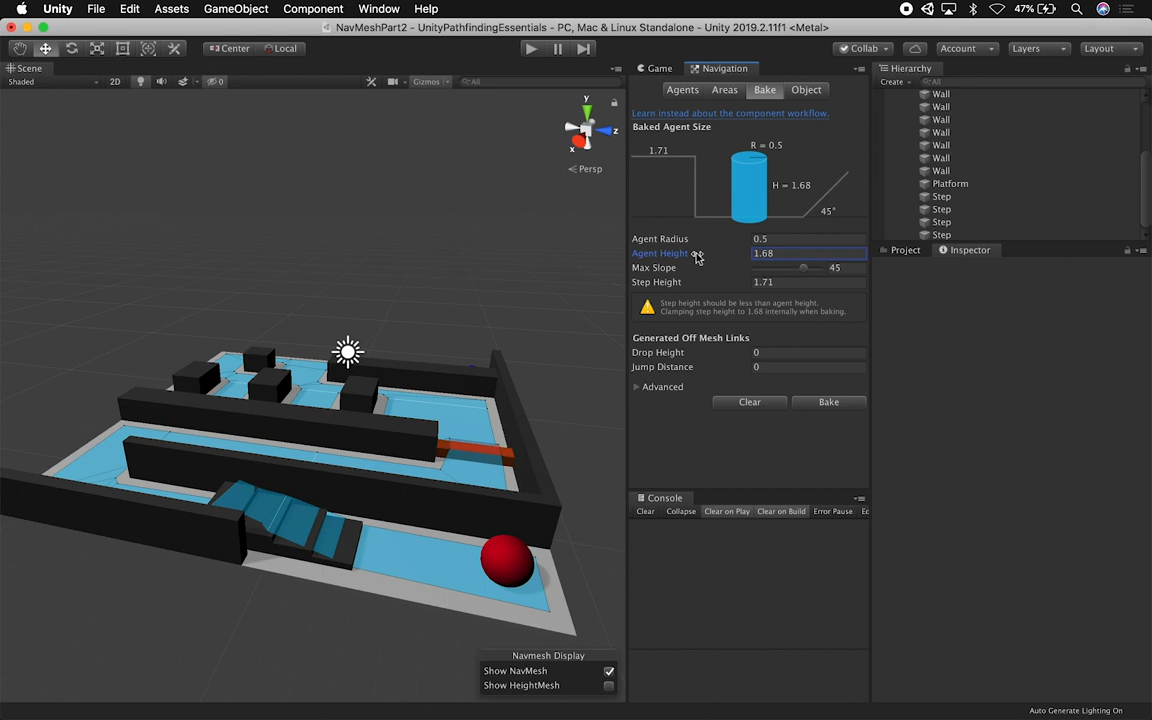 Unity File Edit Assets GameObject Component Window Help 47%
NavMeshPart2 - UnityPathfindingEssentials - PC, Mac & Linux Standalone - Unity 2019.2.11f1 <Metal>
Center Local Collab Account Layers Layout
Scene
Shaded 2D 0 Gizmos All
y
z
x
Persp
Navmesh Display
Show NavMesh
Show HeightMesh
Game Navigation
Agents Areas Bake Object
Learn instead about the component workflow.
Baked Agent Size
R = 0.5
1.71
H = 1.68
45°
Agent Radius 0.5
Agent Height 1.68
Max Slope 45
Step Height 1.71
Step height should be less than agent height.
Clamping step height to 1.68 internally when baking.
Generated Off Mesh Links
Drop Height 0
Jump Distance 0
Advanced
Clear Bake
Console
Clear Collapse Clear on Play Clear on Build Error Pause
Hierarchy
Create All
Wall
Wall
Wall
Wall
Wall
Wall
Wall
Platform
Step
Step
Step
Step
Project Inspector
Auto Generate Lighting On